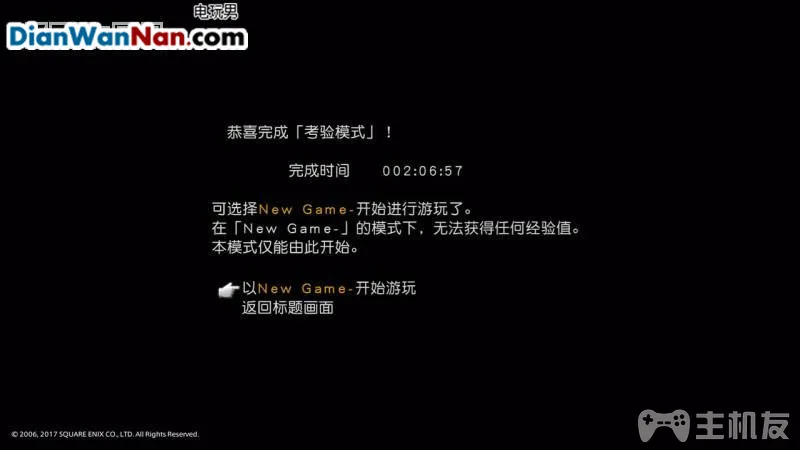 电玩男
DianWanNan.com
恭喜完成「考验模式」！
完成时间 002:06:57
可选择New Game-开始进行游玩了。
在「New Game-」的模式下，无法获得任何经验值。
本模式仅能由此开始。
以New Game-开始游玩
返回标题画面
© 2006, 2017 SQUARE ENIX CO., LTD. All Rights Reserved.
主机友